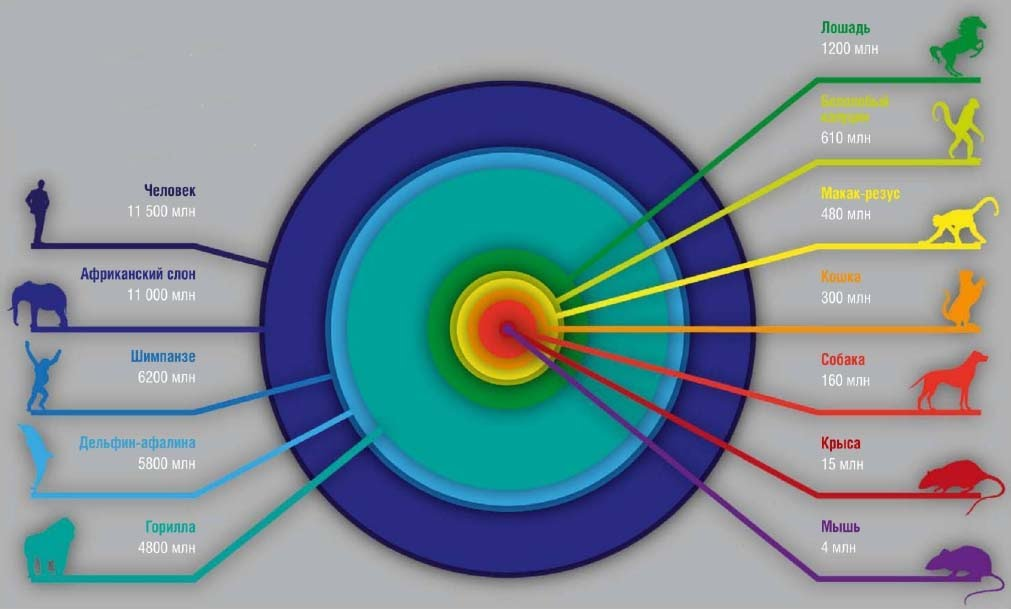 Человек
11 500 млн
Африканский слон
11 000 млн
Шимпанзе
6200 млн
Дельфин-афалина
5800 млн
Горилла
4800 млн
Лошадь
1200 млн
Белолобый
капуцин
610 млн
Макак-резус
480 млн
Кошка
300 млн
Собака
160 млн
Крыса
15 млн
Мышь
4 млн